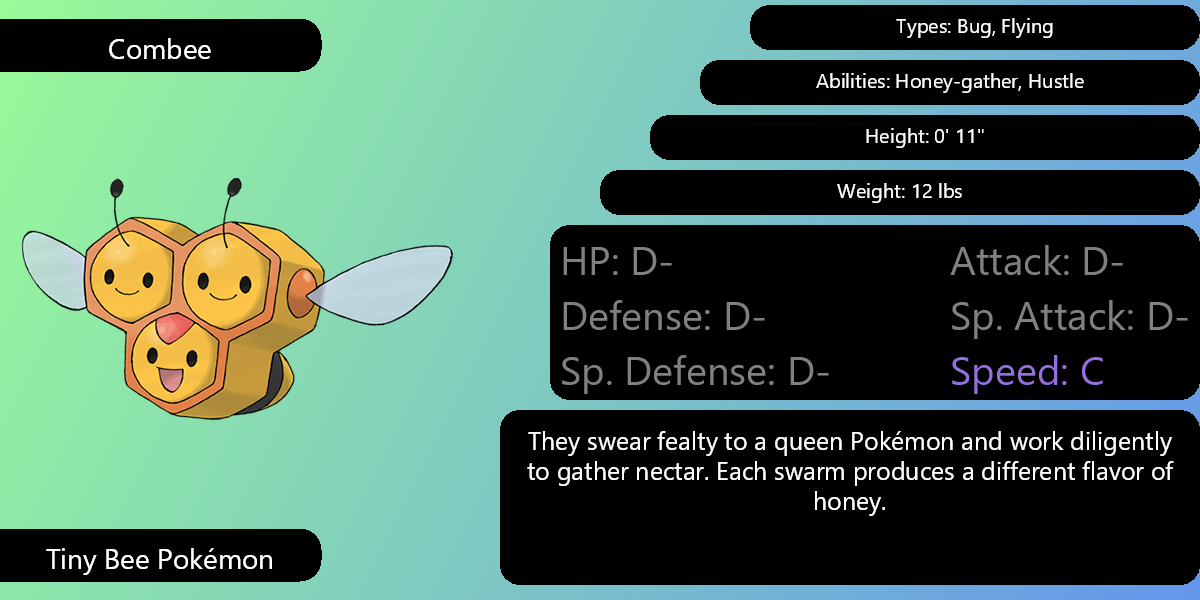 Combee
Types: Bug, Flying
Abilities: Honey-gather, Hustle
Height: 0' 11"
Weight: 12 lbs
HP: D-
Attack: D-
Defense: D-
Sp. Attack: D-
Sp. Defense: D-
Speed: C
They swear fealty to a queen Pokémon and work diligently
to gather nectar. Each swarm produces a different flavor of
honey.
Tiny Bee Pokémon